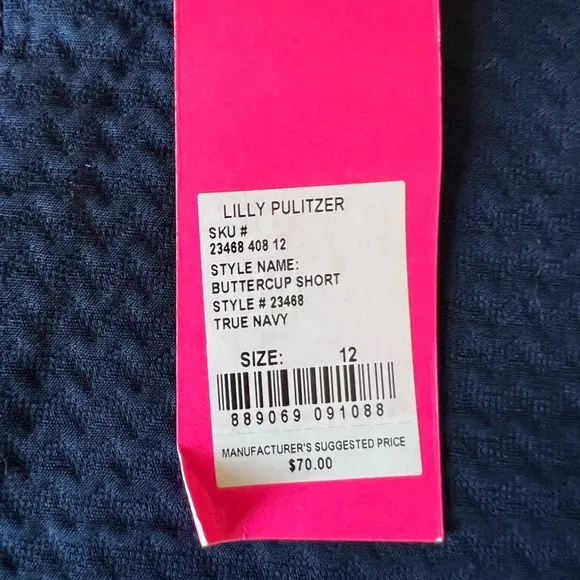 LILLY PULITZER
SKU #
23468 408 12
STYLE NAME:
BUTTERCUP SHORT
STYLE # 23468
TRUE NAVY
SIZE: 12
889069 091088
MANUFACTURER'S SUGGESTED PRICE
$70.00